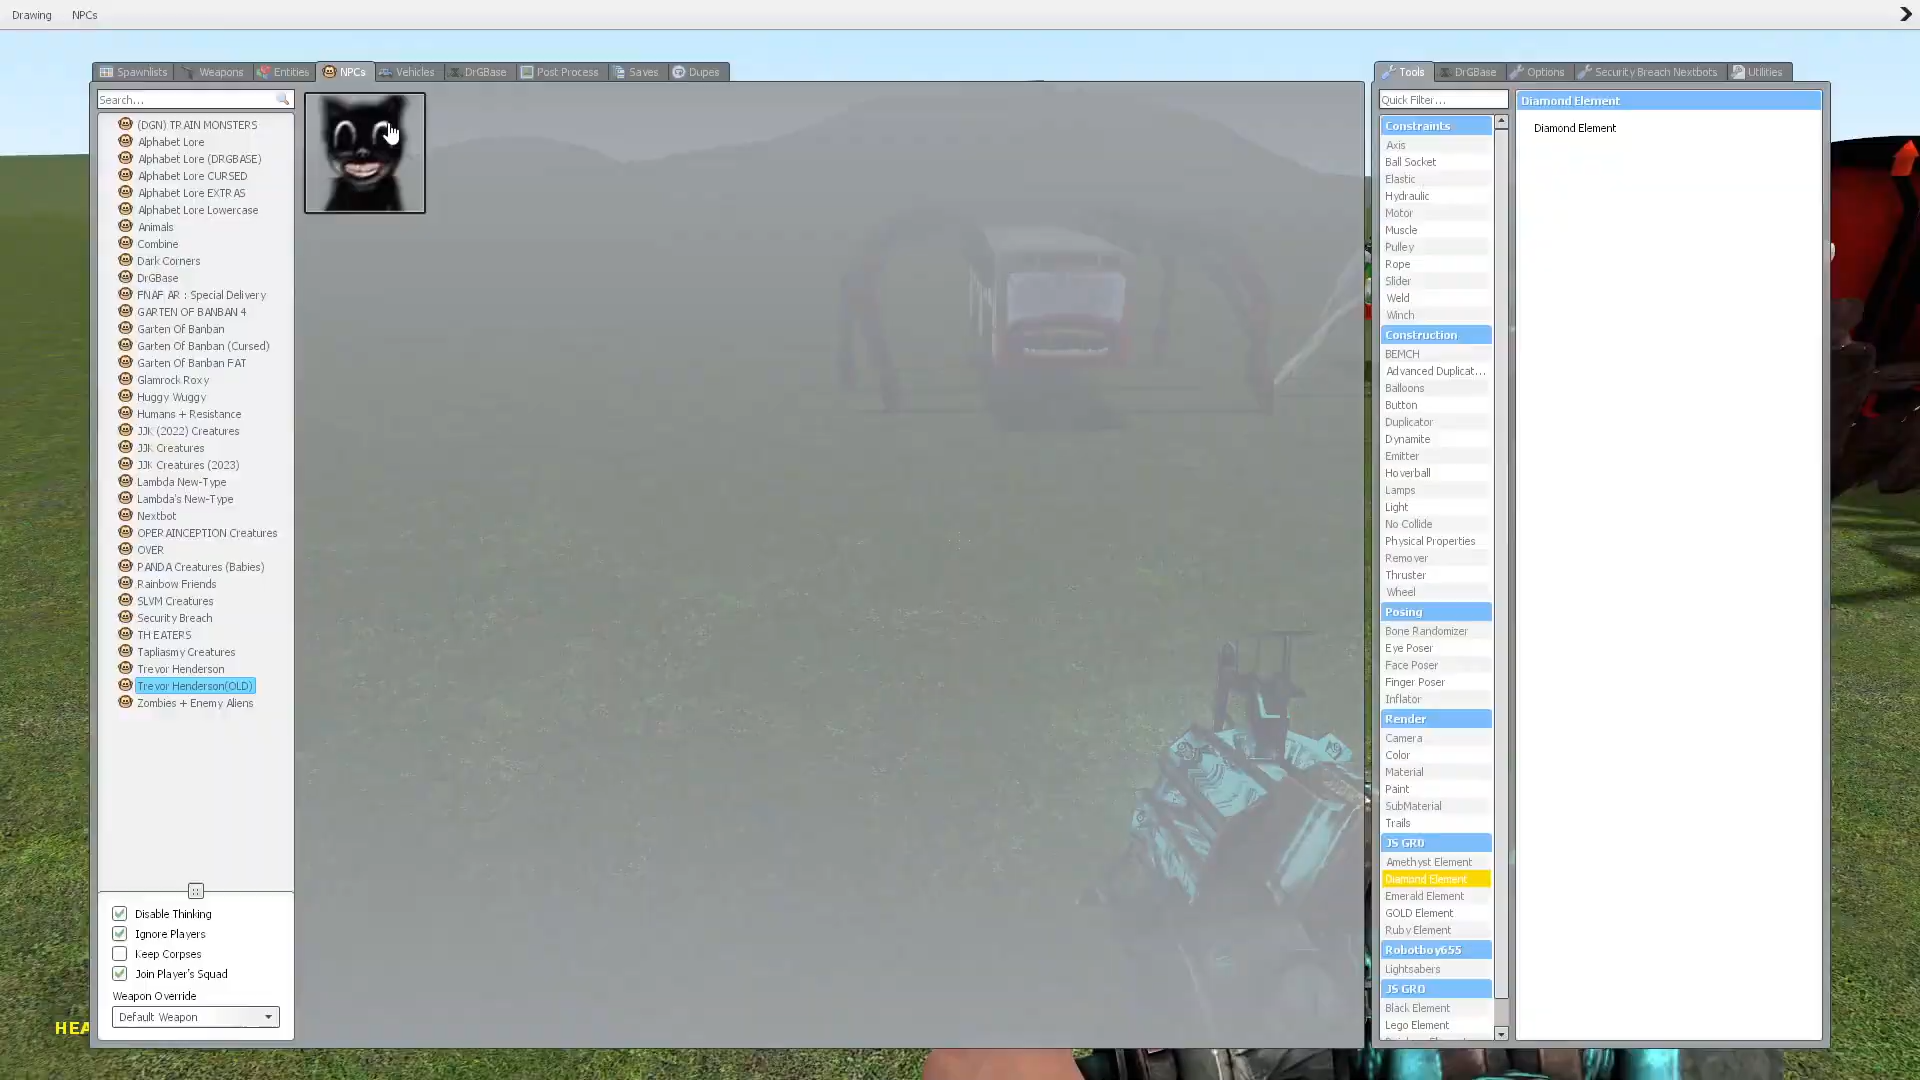 Drawing NPCs
Spawnlists Weapons Entities NPCs Vehicles DrGBase Post Process Saves Dupes
Search...
(DGN) TRAIN MONSTERS
Alphabet Lore
Alphabet Lore (DRGBASE)
Alphabet Lore CURSED
Alphabet Lore EXTRAS
Alphabet Lore Lowercase
Animals
Combine
Dark Corners
DrGBase
FNAF AR : Special Delivery
GARTEN OF BANBAN 4
Garten Of Banban
Garten Of Banban (Cursed)
Garten Of Banban FAT
Glamrock Roxy
Huggy Wuggy
Humans + Resistance
JJK (2022) Creatures
JJK Creatures
JJK Creatures (2023)
Lambda New-Type
Lambda's New-Type
Nextbot
OPERAINCEPTION Creatures
OVER
PANDA Creatures (Babies)
Rainbow Friends
SLVM Creatures
Security Breach
TH EATERS
Tapliasmy Creatures
Trevor Henderson
Trevor Henderson(OLD)
Zombies + Enemy Aliens
Disable Thinking
Ignore Players
Keep Corpses
Join Player's Squad
Weapon Override
Default Weapon
HEA
Tools DrGBase Options Security Breach Nextbots Utilities
Quick Filter...
Constraints
Axis
Ball Socket
Elastic
Hydraulic
Motor
Muscle
Pulley
Rope
Slider
Weld
Winch
Construction
BEMCH
Advanced Duplicat...
Balloons
Button
Duplicator
Dynamite
Emitter
Hoverball
Lamps
Light
No Collide
Physical Properties
Remover
Thruster
Wheel
Posing
Bone Randomizer
Eye Poser
Face Poser
Finger Poser
Inflator
Render
Camera
Color
Material
Paint
SubMaterial
Trails
JS GRO
Amethyst Element
Diamond Element
Emerald Element
GOLD Element
Ruby Element
Robotboy655
Lightsabers
JS GRO
Black Element
Lego Element
Diamond Element
Diamond Element